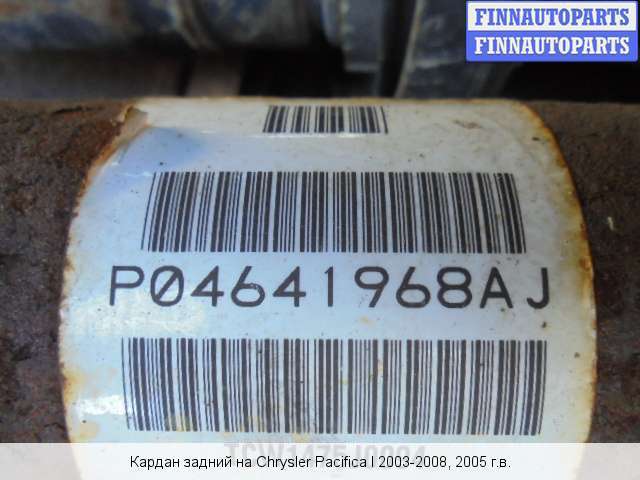 FINNAUTOPARTS
FINNAUTOPARTS
P04641968AJ
Кардан задний на Chrysler Pacifica I 2003-2008, 2005 г.в.